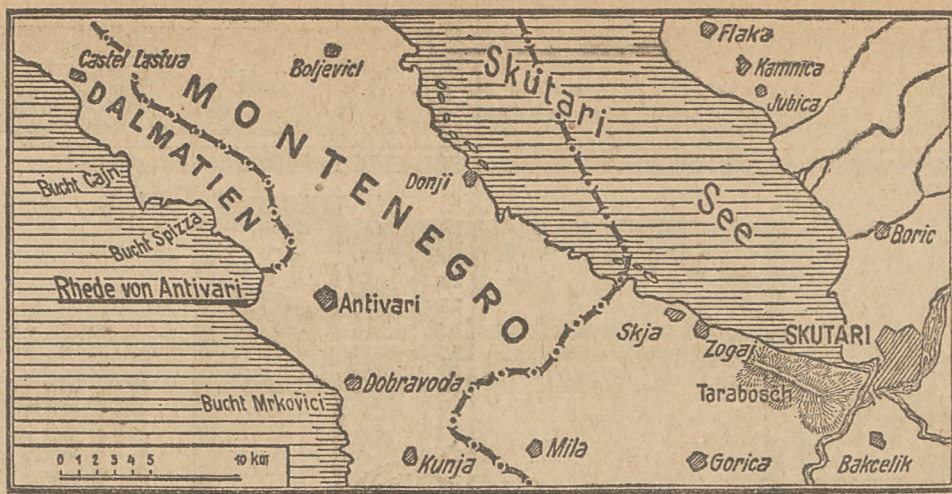 Flaka
Castel Lastua
Boljevici
Skutari
See
Kamnica
Jubica
MONTENEGRO
DALMATIEN
Bucht Cajn
Donji
Bucht Spizza
Boric
Rhede von Antivari
Antivari
Skja
Zogaj
SKUTARI
Dobravoda
Tarabosch
Bucht Mrkovici
Kunja
Mila
Gorica
Bakcelik
0 1 2 3 4 5 10 km